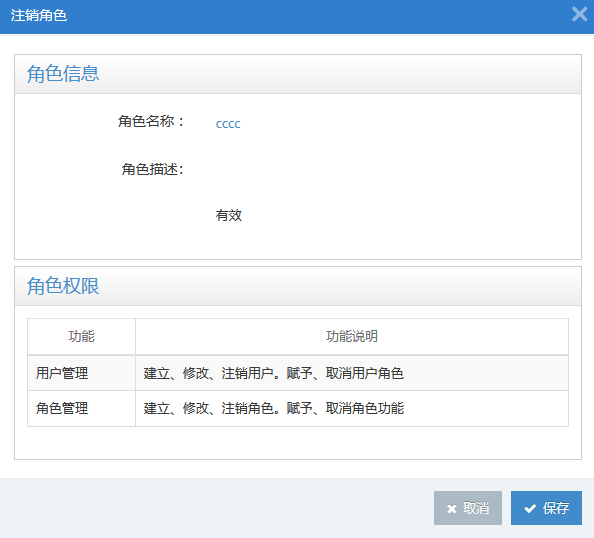 注销角色
角色信息
角色名称： cccc
角色描述:
有效
角色权限
功能 功能说明
用户管理 建立、修改、注销用户。赋予、取消用户角色
角色管理 建立、修改、注销角色。赋予、取消角色功能
取消 保存